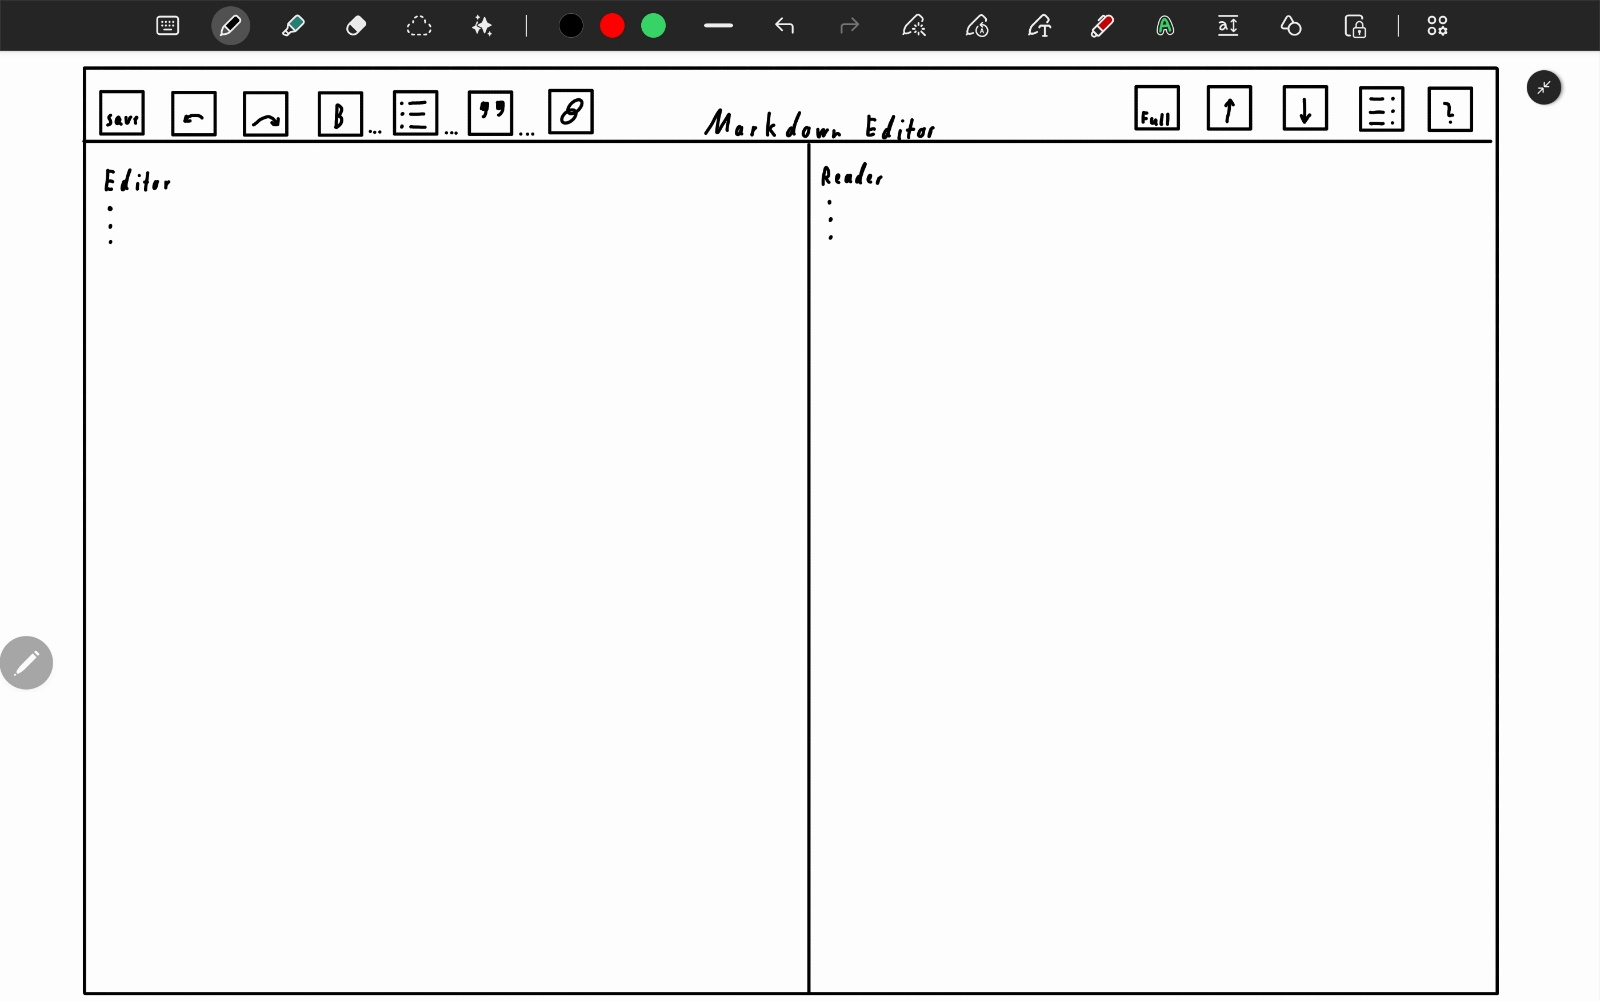 save B ... ... ❞ ... Markdown Editor Full ↑ ↓ ?
Editor
Reader